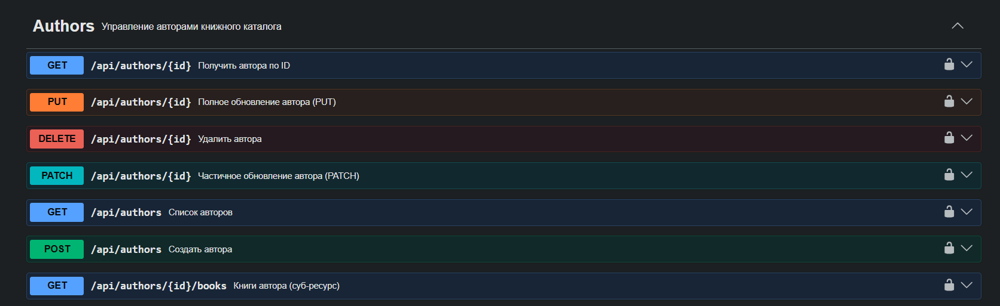 Authors Управление авторами книжного каталога
GET /api/authors/{id} Получить автора по ID
PUT /api/authors/{id} Полное обновление автора (PUT)
DELETE /api/authors/{id} Удалить автора
PATCH /api/authors/{id} Частичное обновление автора (PATCH)
GET /api/authors Список авторов
POST /api/authors Создать автора
GET /api/authors/{id}/books Книги автора (суб-ресурс)